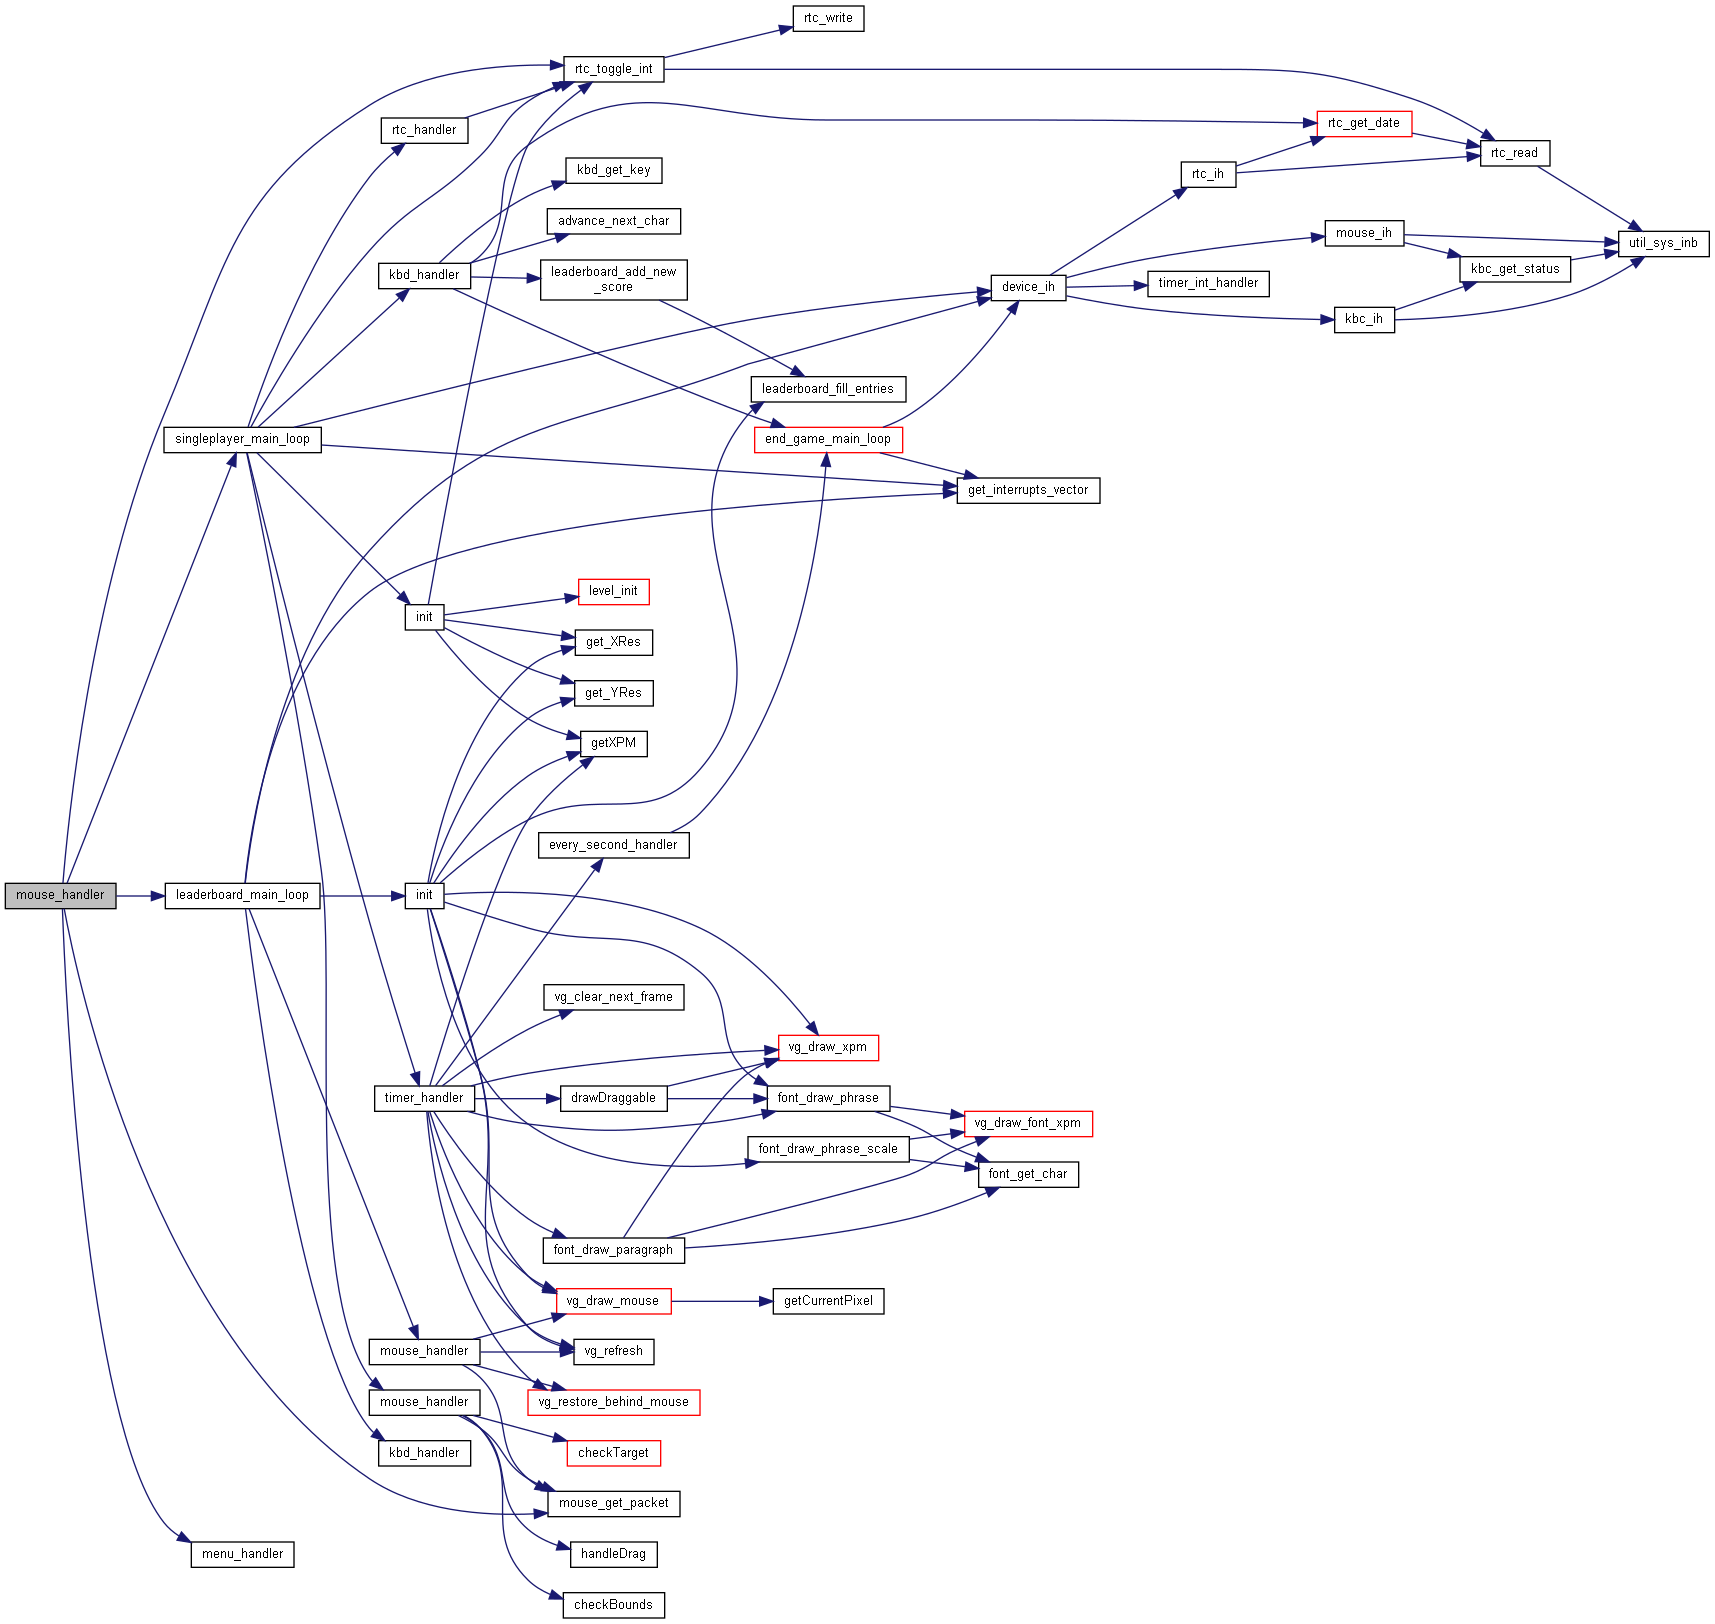 rtc_write
rtc_toggle_int
rtc_handler
rtc_get_date
rtc_read
kbd_get_key
rtc_ih
advance_next_char
mouse_ih
util_sys_inb
kbd_handler
leaderboard_add_new
_score
kbc_get_status
device_ih
timer_int_handler
kbc_ih
leaderboard_fill_entries
singleplayer_main_loop
end_game_main_loop
get_interrupts_vector
level_init
init
get_XRes
get_YRes
getXPM
every_second_handler
mouse_handler
leaderboard_main_loop
init
vg_clear_next_frame
vg_draw_xpm
timer_handler
drawDraggable
font_draw_phrase
vg_draw_font_xpm
font_draw_phrase_scale
font_get_char
font_draw_paragraph
vg_draw_mouse
getCurrentPixel
mouse_handler
vg_refresh
mouse_handler
vg_restore_behind_mouse
kbd_handler
checkTarget
mouse_get_packet
menu_handler
handleDrag
checkBounds